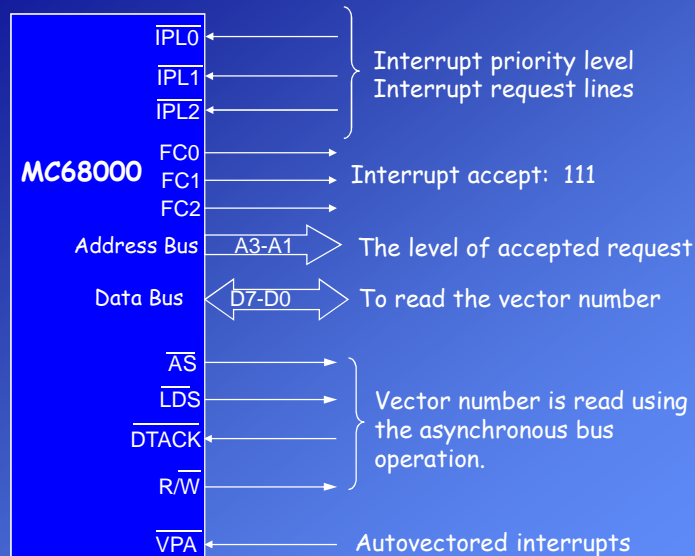 IPL0
IPL1
IPL2
Interrupt priority level
Interrupt request lines
MC68000
FC0
FC1
FC2
Interrupt accept: 111
Address Bus
A3-A1
The level of accepted request
Data Bus
D7-D0
To read the vector number
AS
LDS
DTACK
R/W
Vector number is read using
the asynchronous bus
operation.
VPA
Autovectored interrupts